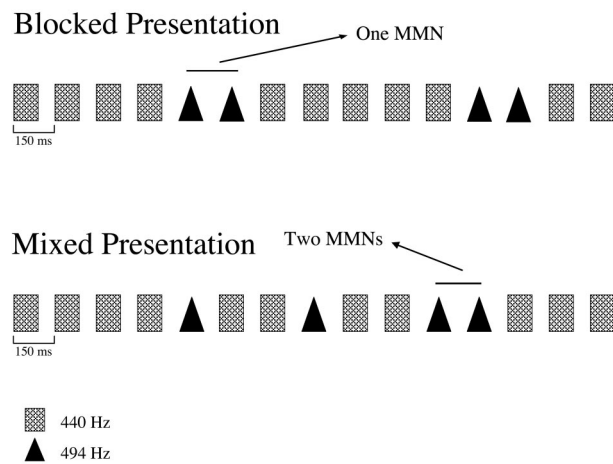 Blocked Presentation
One MMN
150 ms
Mixed Presentation
Two MMNs
150 ms
440 Hz
494 Hz